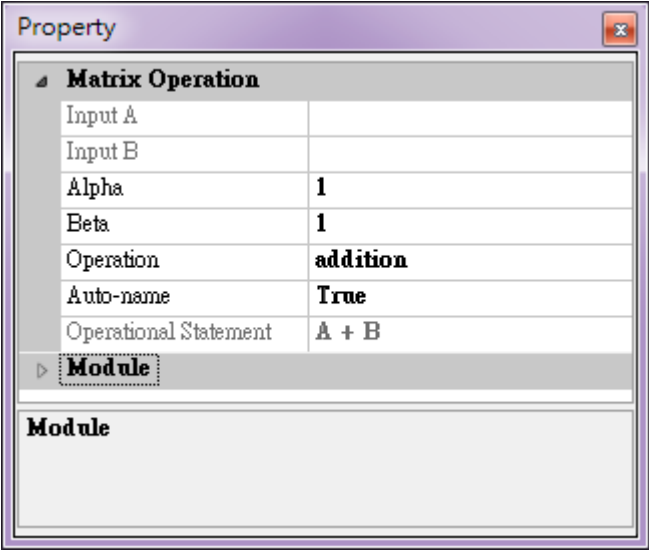 Property
Matrix Operation
Input A
Input B
Alpha 1
Beta 1
Operation addition
Auto-name True
Operational Statement A + B
Module
Module